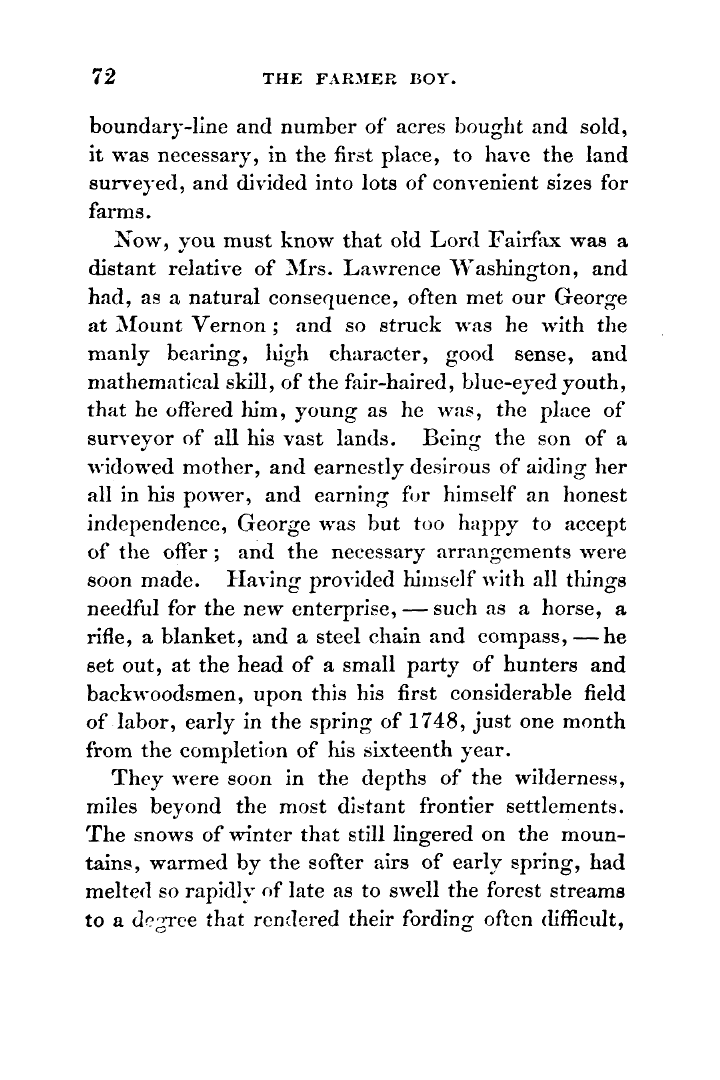 72 THE FARMER BOY.
boundary-line and number of acres bought and sold,
it was necessary, in the first place, to have the land
surveyed, and divided into lots of convenient sizes for
farms.
Now, you must know that old Lord Fairfax was a
distant relative of Mrs. Lawrence Washington, and
had, as a natural consequence, often met our George
at Mount Vernon ; and so struck was he with the
manly bearing, high character, good sense, and
mathematical skill, of the fair-haired, blue-eyed youth,
that he offered him, young as he was, the place of
surveyor of all his vast lands. Being the son of a
widowed mother, and earnestly desirous of aiding her
all in his power, and earning for himself an honest
independence, George was but too happy to accept
of the offer ; and the necessary arrangements were
soon made. Having provided himself with all things
needful for the new enterprise, — such as a horse, a
rifle, a blanket, and a steel chain and compass, — he
set out, at the head of a small party of hunters and
backwoodsmen, upon this his first considerable field
of labor, early in the spring of 1748, just one month
from the completion of his sixteenth year.
They were soon in the depths of the wilderness,
miles beyond the most distant frontier settlements.
The snows of winter that still lingered on the moun-
tains, warmed by the softer airs of early spring, had
melted so rapidly of late as to swell the forest streams
to a degree that rendered their fording often difficult,